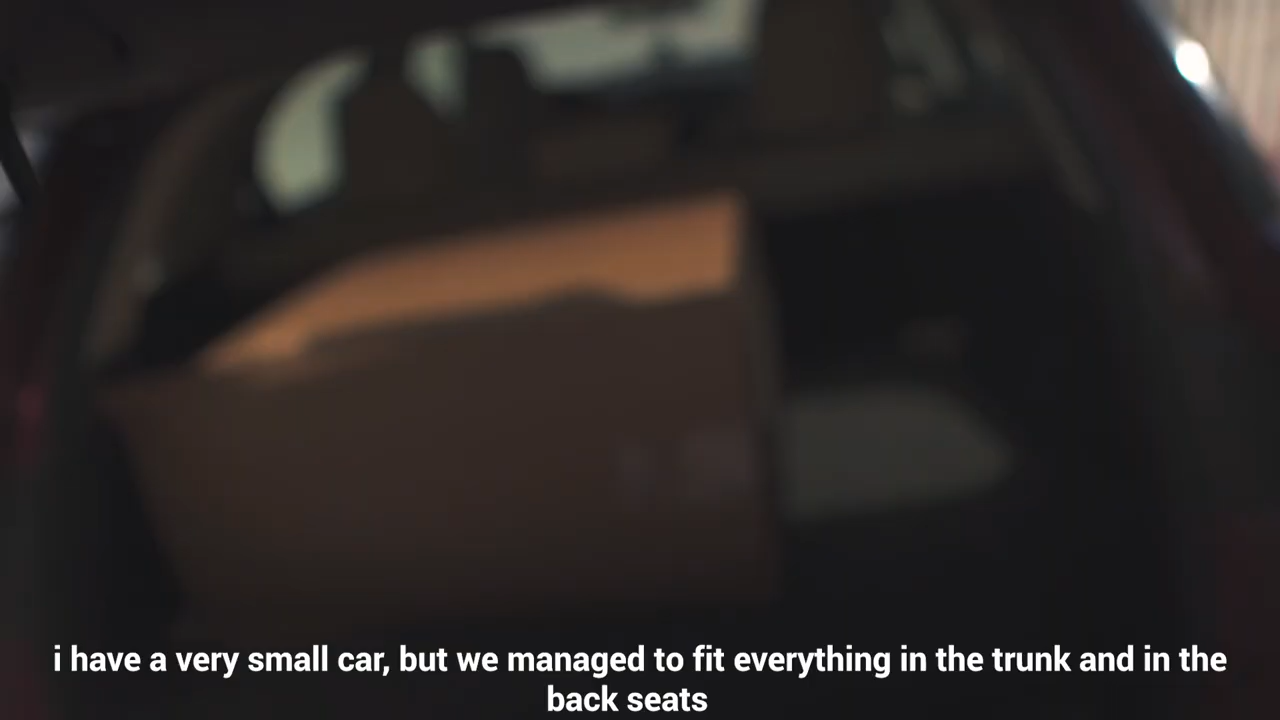 i have a very small car, but we managed to fit everything in the trunk and in the
back seats